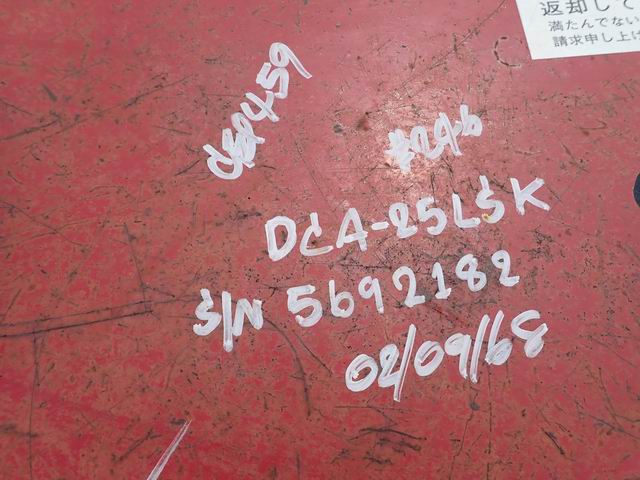 返却して
満たんでない
請求申し上げ
DCA-25LSK
S/N 5692182
02/09/68